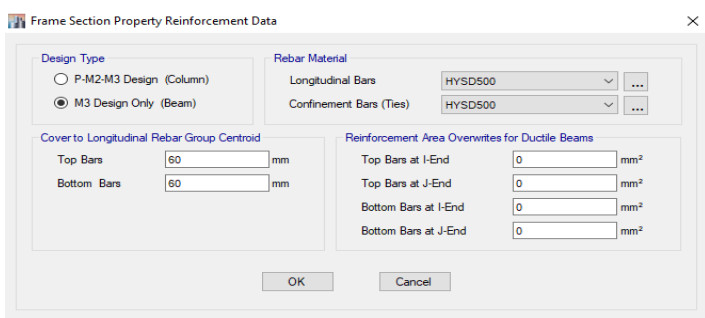 Frame Section Property Reinforcement Data
Design Type
P-M2-M3 Design (Column)
M3 Design Only (Beam)
Rebar Material
Longitudinal Bars HYSD500 ...
Confinement Bars (Ties) HYSD500 ...
Cover to Longitudinal Rebar Group Centroid
Top Bars 60 mm
Bottom Bars 60 mm
Reinforcement Area Overwrites for Ductile Beams
Top Bars at I-End 0 mm²
Top Bars at J-End 0 mm²
Bottom Bars at I-End 0 mm²
Bottom Bars at J-End 0 mm²
OK Cancel